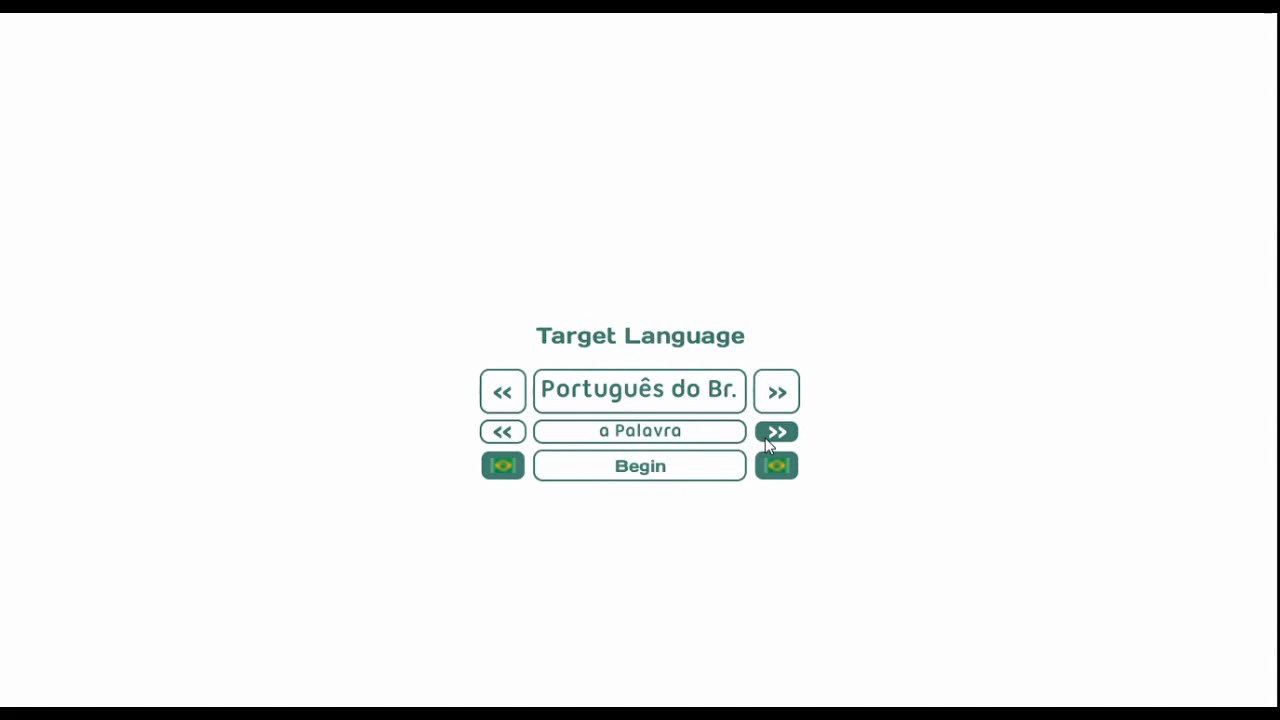 Target Language
<< Português do Br. >>
<< a Palavra >>
Begin